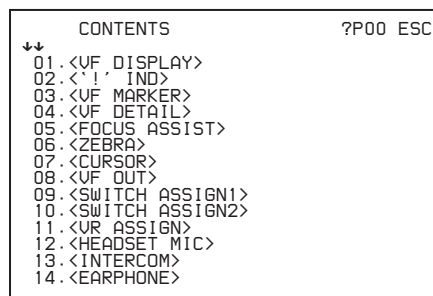 CONTENTS ?P00 ESC
↓↓
01.<VF DISPLAY>
02.<‘!’ IND>
03.<VF MARKER>
04.<VF DETAIL>
05.<FOCUS ASSIST>
06.<ZEBRA>
07.<CURSOR>
08.<VF OUT>
09.<SWITCH ASSIGN1>
10.<SWITCH ASSIGN2>
11.<VR ASSIGN>
12.<HEADSET MIC>
13.<INTERCOM>
14.<EARPHONE>